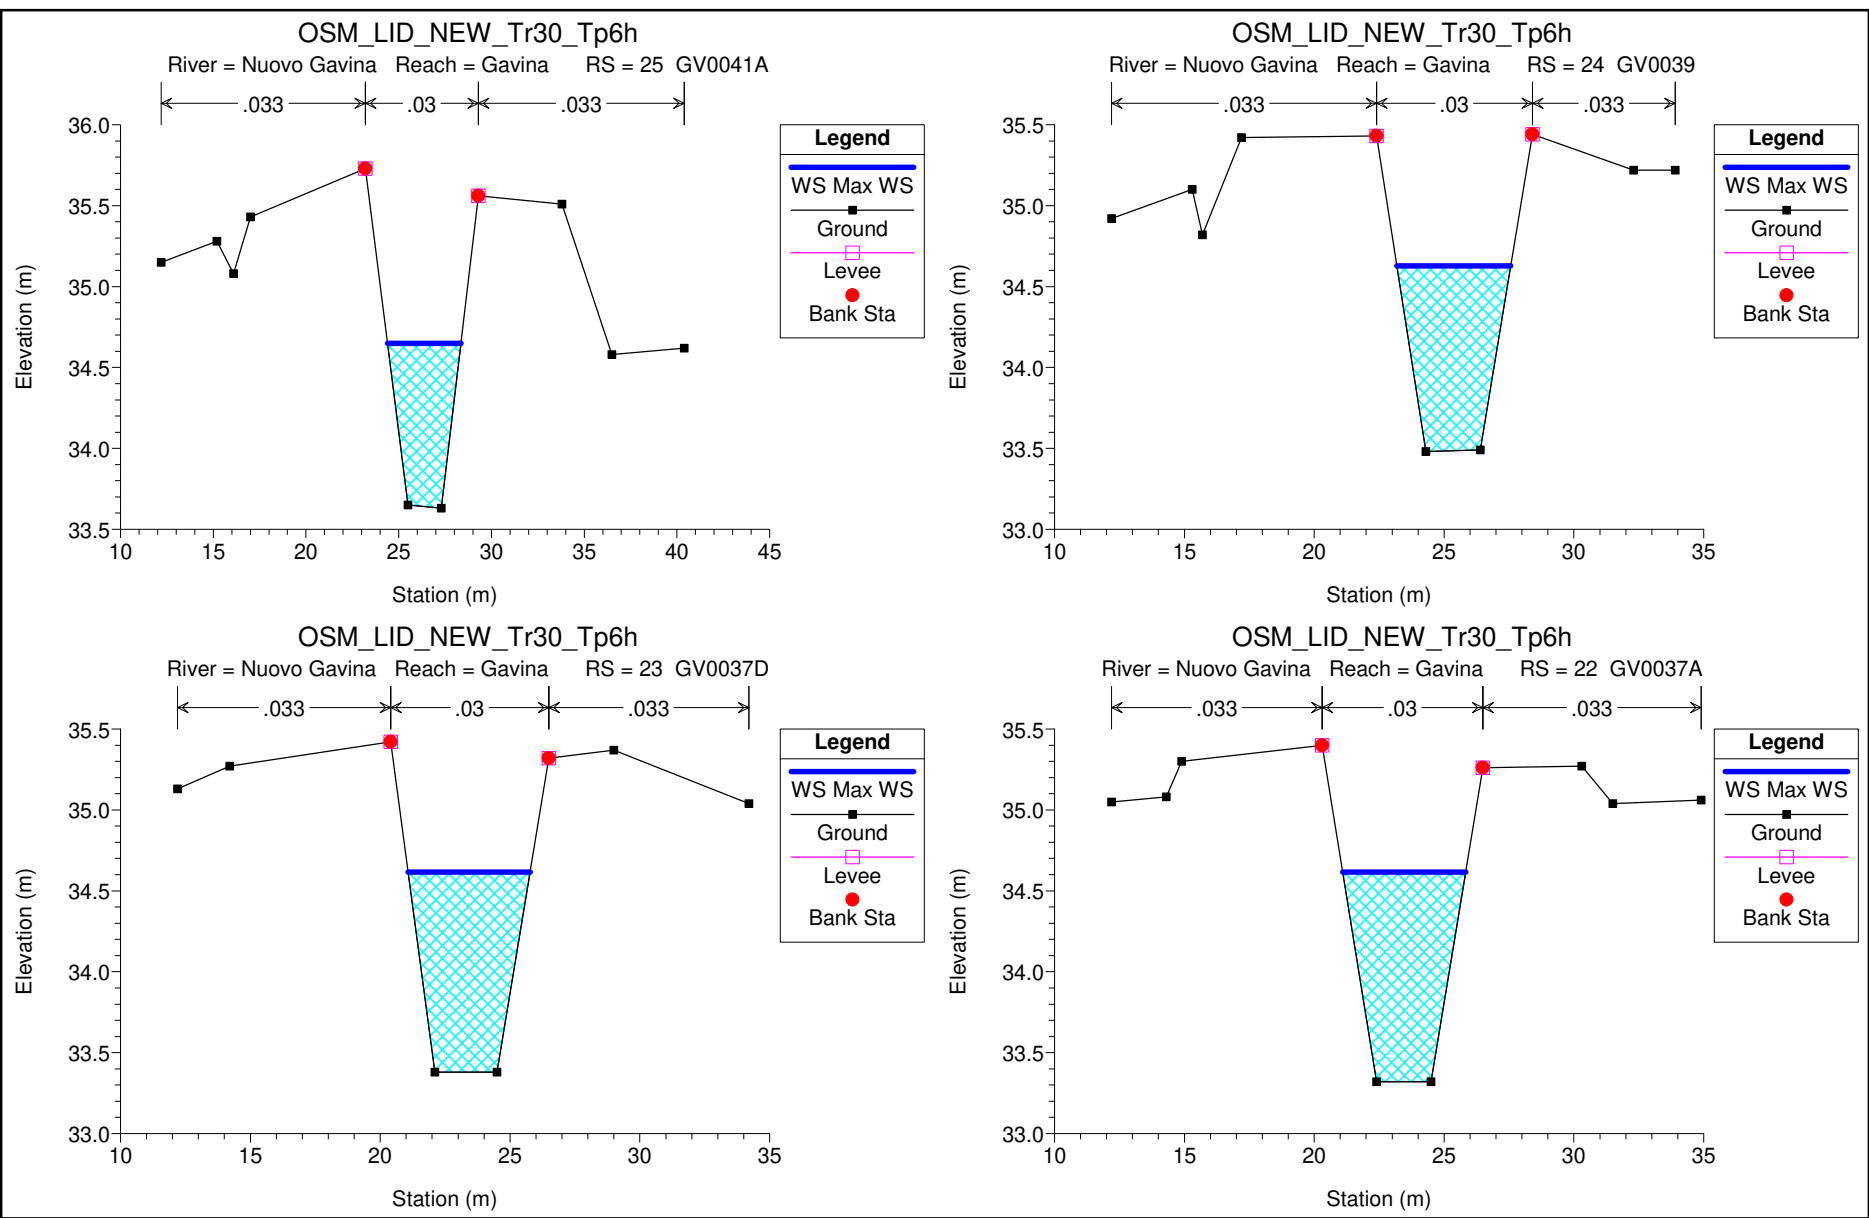 OSM_LID_NEW_Tr30_Tp6h
River = Nuovo Gavina Reach = Gavina RS = 25 GV0041A
.033 .03 .033
36.0
35.5
35.0
34.5
34.0
33.5
Elevation (m)
10 15 20 25 30 35 40 45
Station (m)
Legend
WS Max WS
Ground
Levee
Bank Sta
OSM_LID_NEW_Tr30_Tp6h
River = Nuovo Gavina Reach = Gavina RS = 24 GV0039
.033 .03 .033
35.5
35.0
34.5
34.0
33.5
33.0
Elevation (m)
10 15 20 25 30 35
Station (m)
Legend
WS Max WS
Ground
Levee
Bank Sta
OSM_LID_NEW_Tr30_Tp6h
River = Nuovo Gavina Reach = Gavina RS = 23 GV0037D
.033 .03 .033
35.5
35.0
34.5
34.0
33.5
33.0
Elevation (m)
10 15 20 25 30 35
Station (m)
Legend
WS Max WS
Ground
Levee
Bank Sta
OSM_LID_NEW_Tr30_Tp6h
River = Nuovo Gavina Reach = Gavina RS = 22 GV0037A
.033 .03 .033
35.5
35.0
34.5
34.0
33.5
33.0
Elevation (m)
10 15 20 25 30 35
Station (m)
Legend
WS Max WS
Ground
Levee
Bank Sta